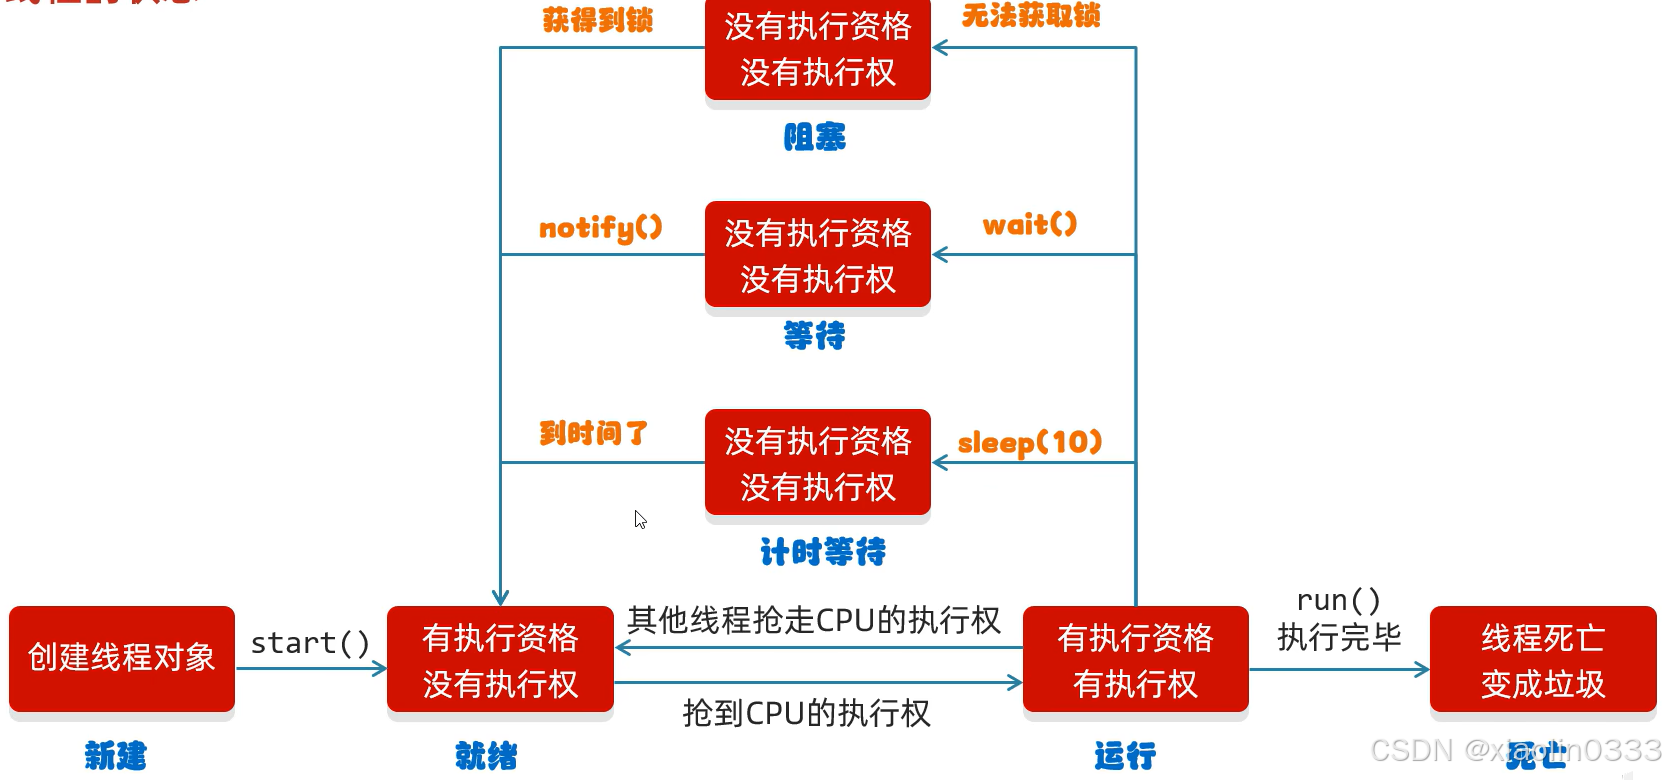 线程的状态
获得到锁
没有执行资格
没有执行权
无法获取锁
阻塞
notify()
没有执行资格
没有执行权
wait()
等待
到时间了
没有执行资格
没有执行权
sleep(10)
计时等待
创建线程对象
start()
有执行资格
没有执行权
其他线程抢走CPU的执行权
抢到CPU的执行权
有执行资格
有执行权
run()
执行完毕
线程死亡
变成垃圾
新建
就绪
运行
死亡
CSDN @xiaolin0333